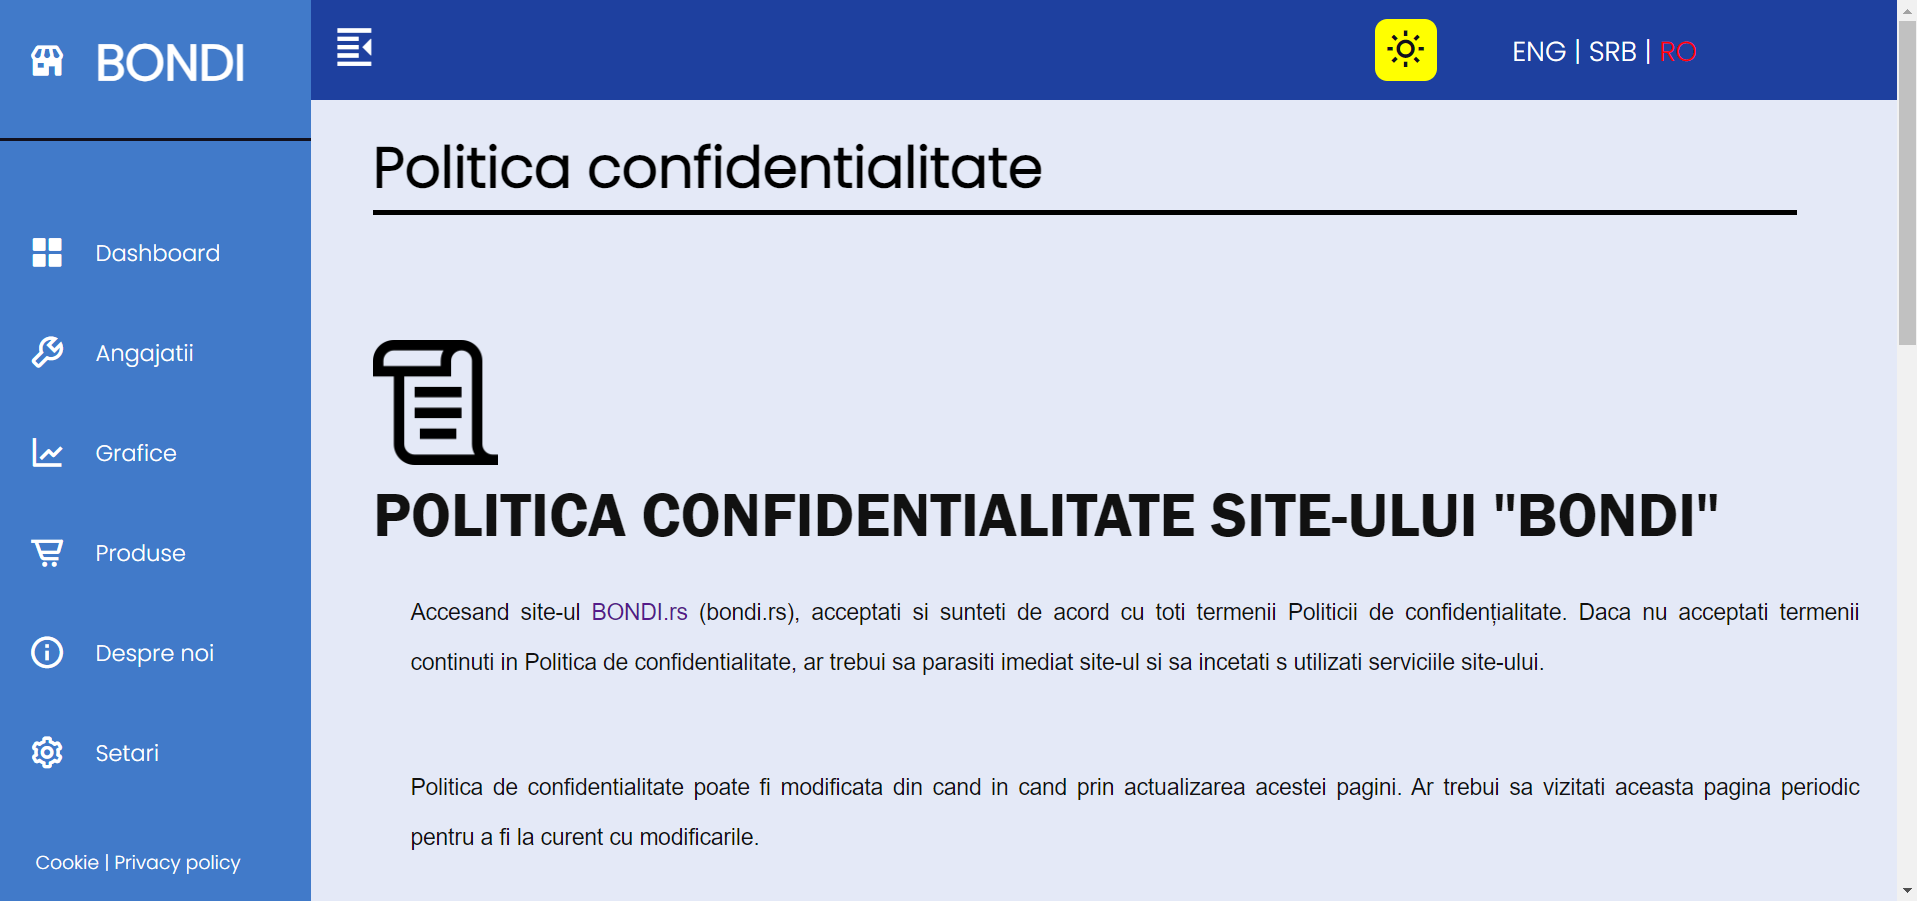 BONDI
ENG | SRB | RO
Politica confidentialitate
Dashboard
Angajatii
Grafice
Produse
Despre noi
Setari
Cookie | Privacy policy
POLITICA CONFIDENTIALITATE SITE-ULUI "BONDI"
Accesand site-ul BONDI.rs (bondi.rs), acceptati si sunteti de acord cu toti termenii Politicii de confidențialitate. Daca nu acceptati termenii
continuti in Politica de confidentialitate, ar trebui sa parasiti imediat site-ul si sa incetati s utilizati serviciile site-ului.
Politica de confidentialitate poate fi modificata din cand in cand prin actualizarea acestei pagini. Ar trebui sa vizitati aceasta pagina periodic
pentru a fi la curent cu modificarile.